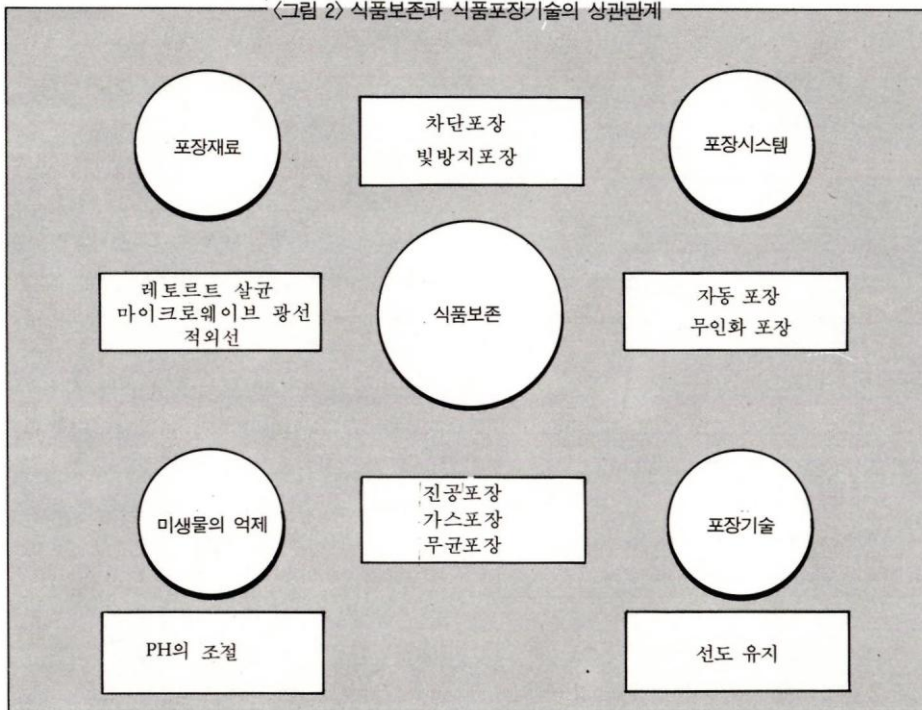 〈그림 2〉 식품보존과 식품포장기술의 상관관계
포장재료
차단포장
빛방지포장
포장시스템
레토르트 살균
마이크로웨이브 광선
적외선
식품보존
자동 포장
무인화 포장
미생물의 억제
진공포장
가스포장
무균포장
포장기술
PH의 조절
선도 유지